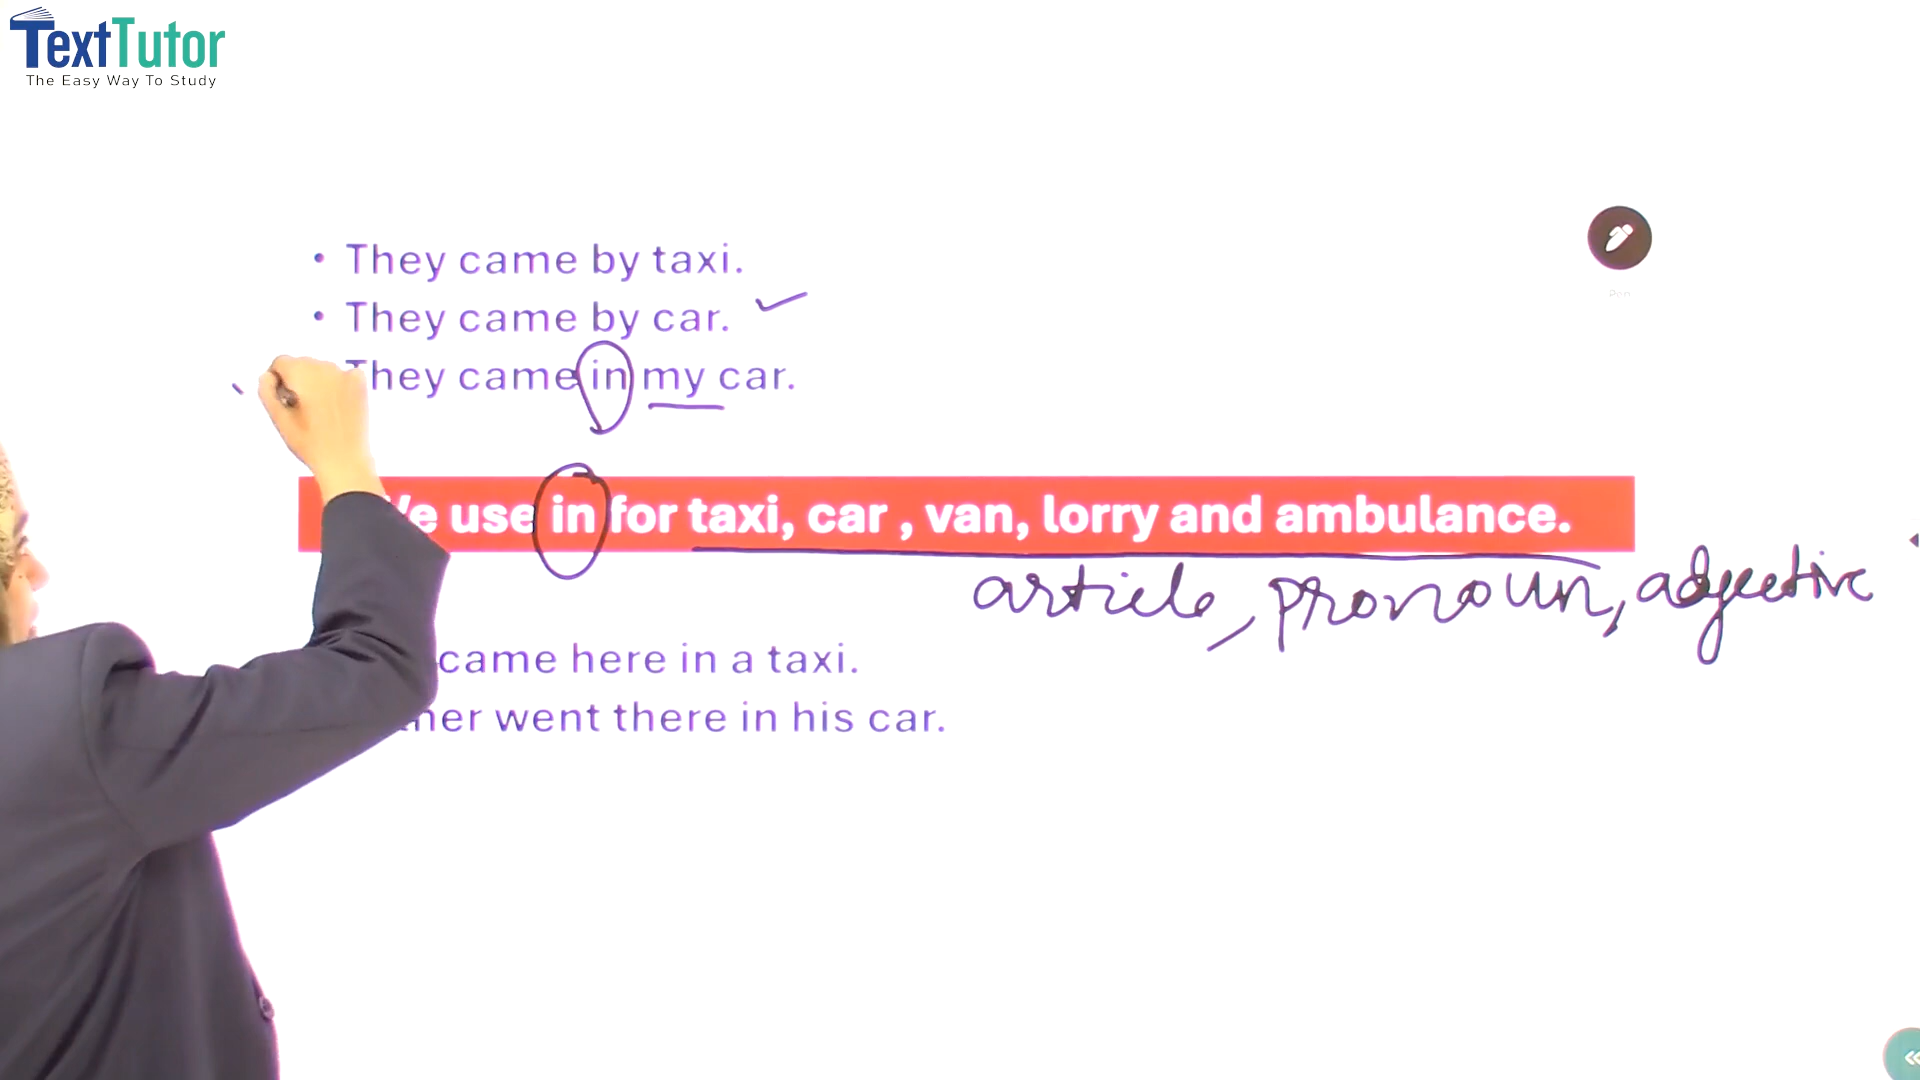 TextTutor
The Easy Way To Study
• They came by taxi.
• They came by car.
They came in my car.
We use in for taxi, car , van, lorry and ambulance.
article, pronoun, adjective
came here in a taxi.
went there in his car.